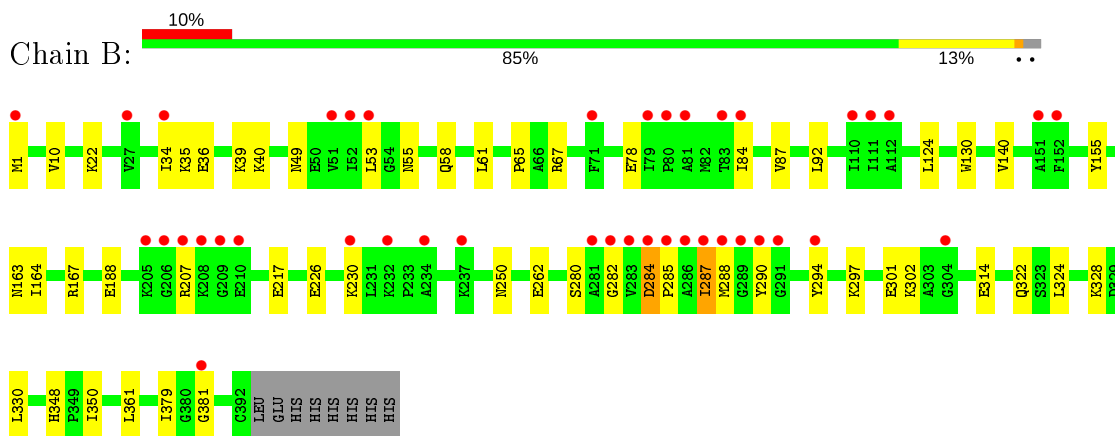 10%
Chain B:
85% 13% • •
M1 V10 K22 V27 I34 K35 E36 K39 K40 N49 E50 V51 I52 L53 G54 N55 Q58 L61 P65 A66 R67 F71 E78 I79 P80 A81 M82 T83 I84 V87 L92 I110 I111 A112 L124 W130 V140 A151 F152 Y155
N163 I164 R167 E188 K205 G206 R207 K208 G209 E210 E217 E226 K230 L231 K232 P233 A234 K237 N250 E262 S280 A281 G282 V283 D284 P285 A286 I287 M288 G289 Y290 G291 Y294 K297 E301 K302 A303 G304 E314 Q322 S323 L324 K328 D329
L330 H348 P349 I350 L361 I379 G380 G381 C392 LEU GLU HIS HIS HIS HIS HIS HIS